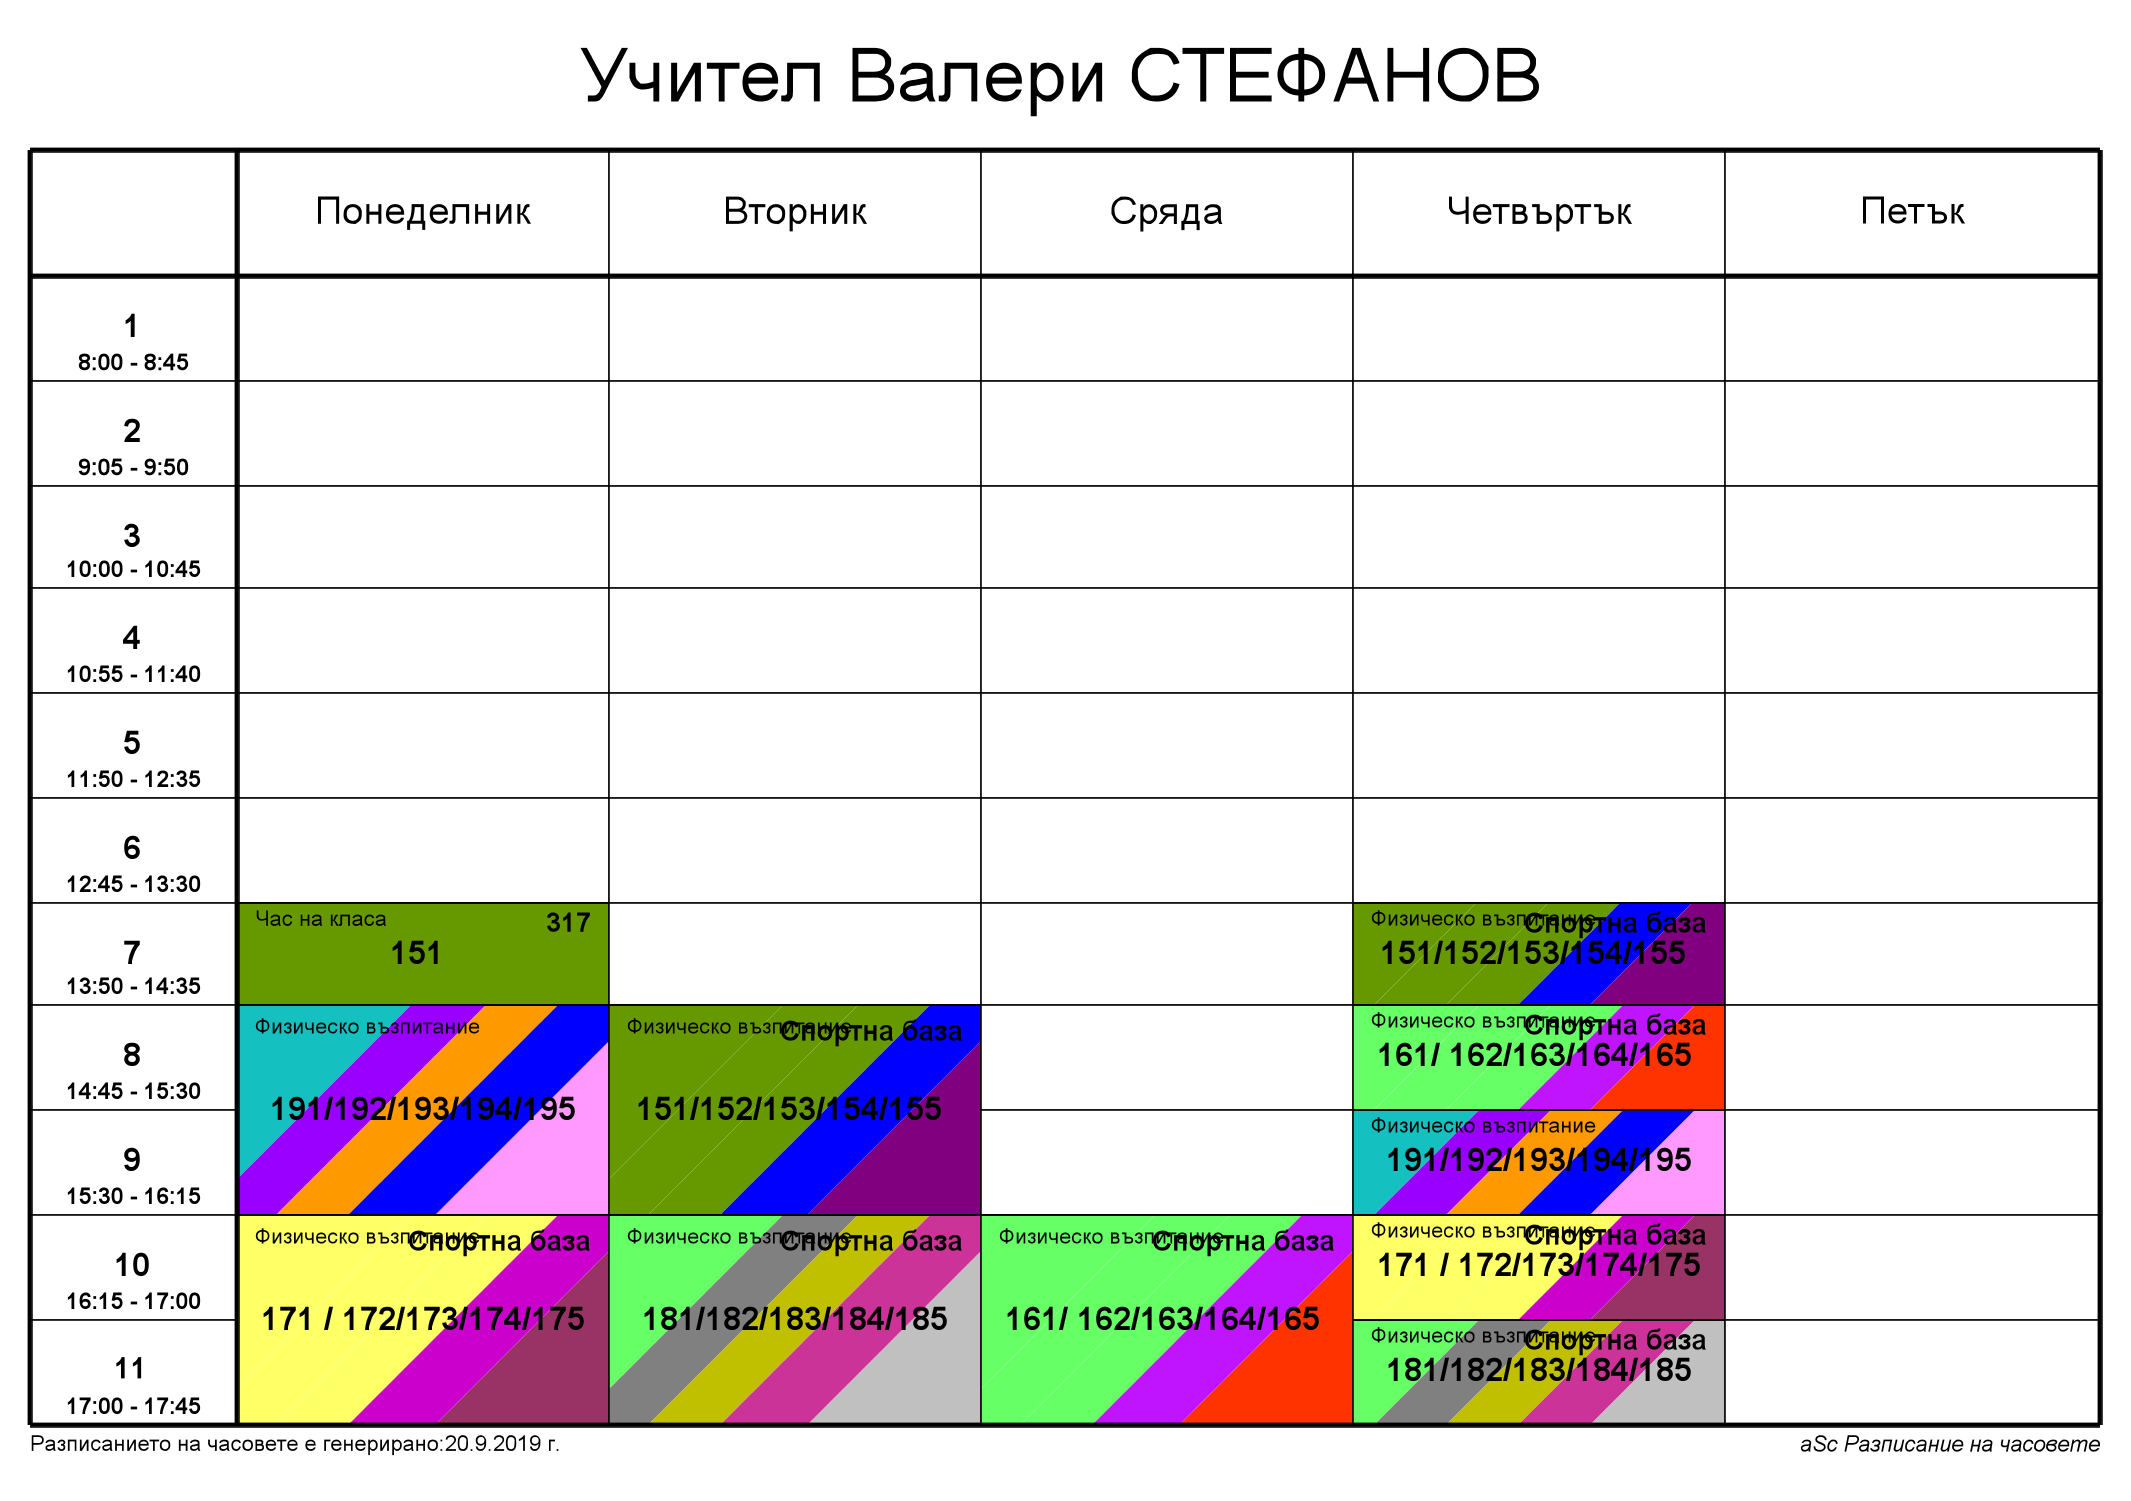 Учител Валери СТЕФАНОВ
Понеделник Вторник Сряда Четвъртък Петък
1
8:00 - 8:45
2
9:05 - 9:50
3
10:00 - 10:45
4
10:55 - 11:40
5
11:50 - 12:35
6
12:45 - 13:30
7
13:50 - 14:35
Час на класа 317
151
Физическо възпитание Спортна база
151/152/153/154/155
8
14:45 - 15:30
Физическо възпитание
191/192/193/194/195
Физическо възпитание Спортна база
151/152/153/154/155
Физическо възпитание Спортна база
161/ 162/163/164/165
9
15:30 - 16:15
Физическо възпитание
191/192/193/194/195
10
16:15 - 17:00
Физическо възпитание Спортна база
171 / 172/173/174/175
Физическо възпитание Спортна база
181/182/183/184/185
Физическо възпитание Спортна база
161/ 162/163/164/165
Физическо възпитание Спортна база
171 / 172/173/174/175
11
17:00 - 17:45
Физическо възпитание Спортна база
181/182/183/184/185
Разписанието на часовете е генерирано:20.9.2019 г.
aSc Разписание на часовете